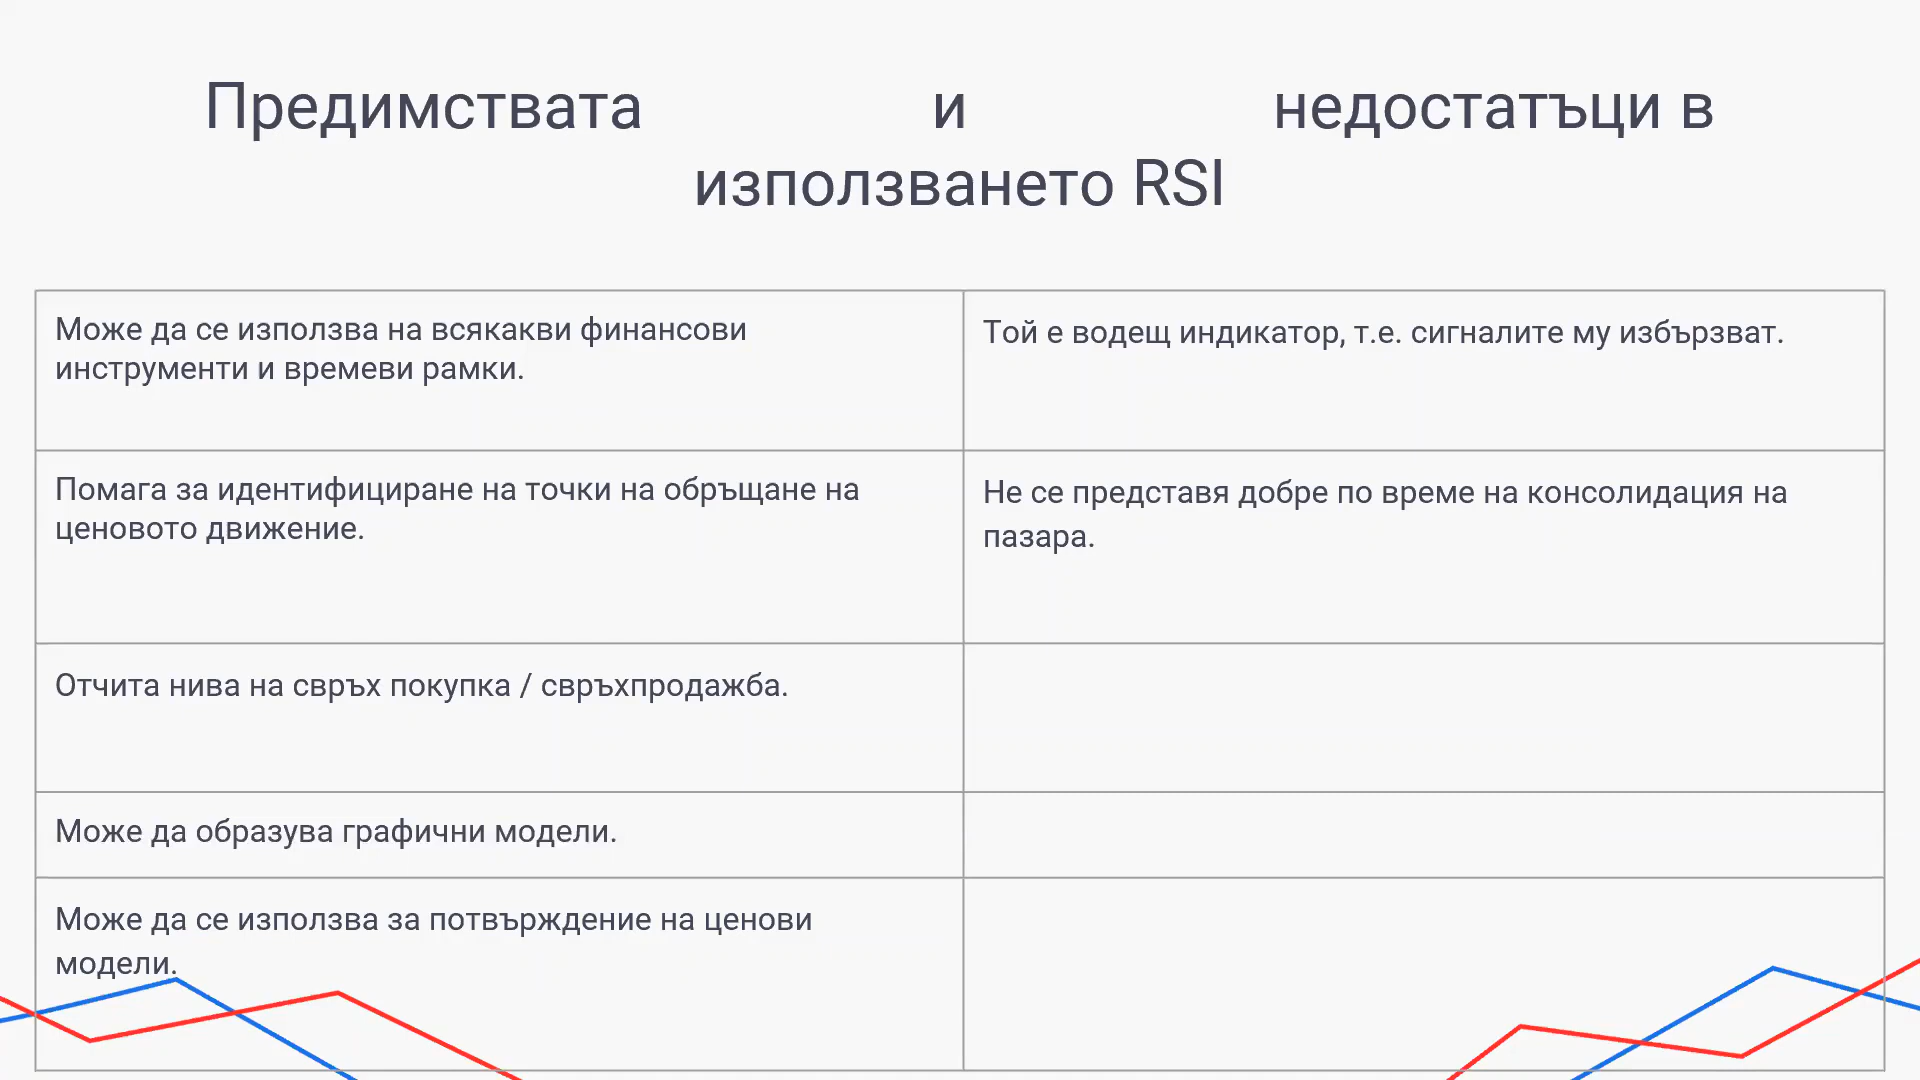 Предимствата и недостатъци в
използването RSI
Може да се използва на всякакви финансови
инструменти и времеви рамки.
Той е водещ индикатор, т.е. сигналите му избързват.
Помага за идентифициране на точки на обръщане на
ценовото движение.
Не се представя добре по време на консолидация на
пазара.
Отчита нива на свръх покупка / свръхпродажба.
Може да образува графични модели.
Може да се използва за потвърждение на ценови
модели.